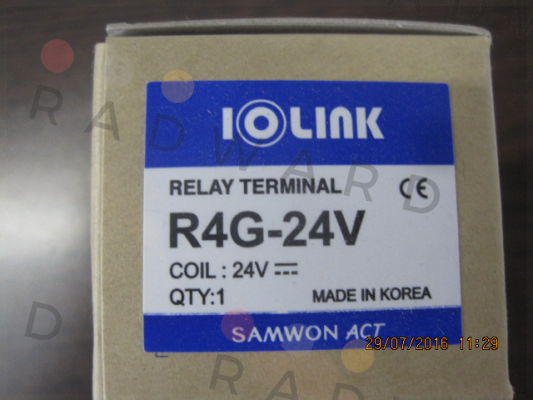 IOLINK
RELAY TERMINAL CE
R4G-24V
COIL : 24V ⎓
QTY:1 MADE IN KOREA
SAMWON ACT
29/07/2016 11:29
RADWARD
RADWARD